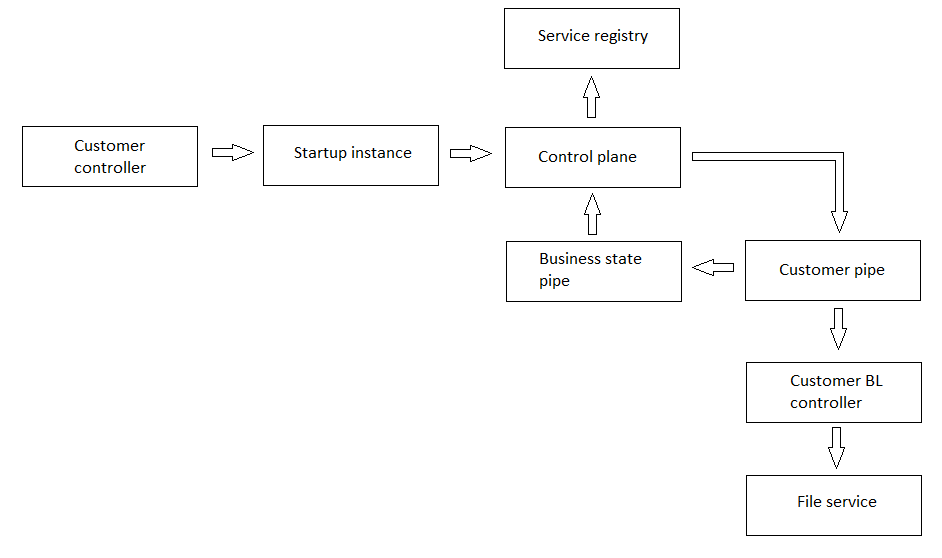 Service registry
Customer
controller
Startup instance
Control plane
Business state
pipe
Customer pipe
Customer BL
controller
File service